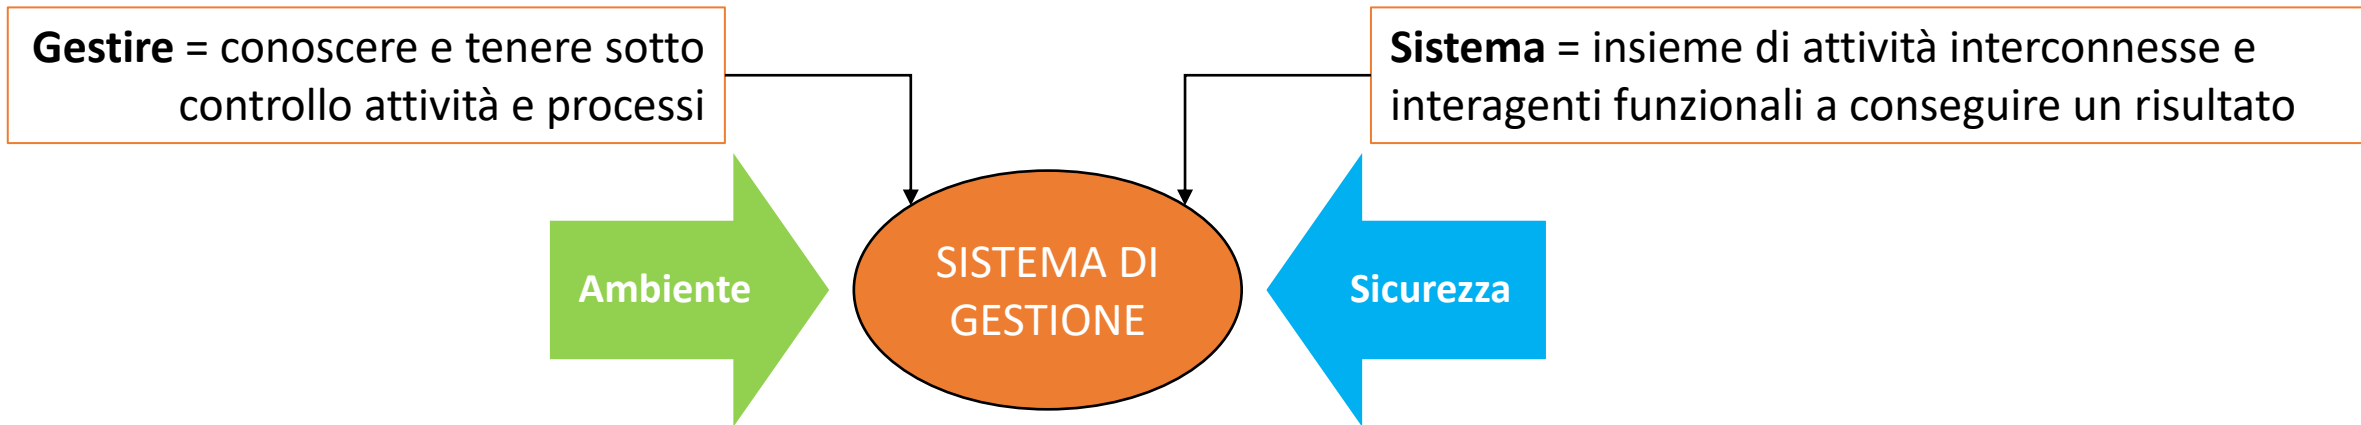 Gestire = conoscere e tenere sotto
controllo attività e processi
Sistema = insieme di attività interconnesse e
interagenti funzionali a conseguire un risultato
Ambiente
SISTEMA DI
GESTIONE
Sicurezza